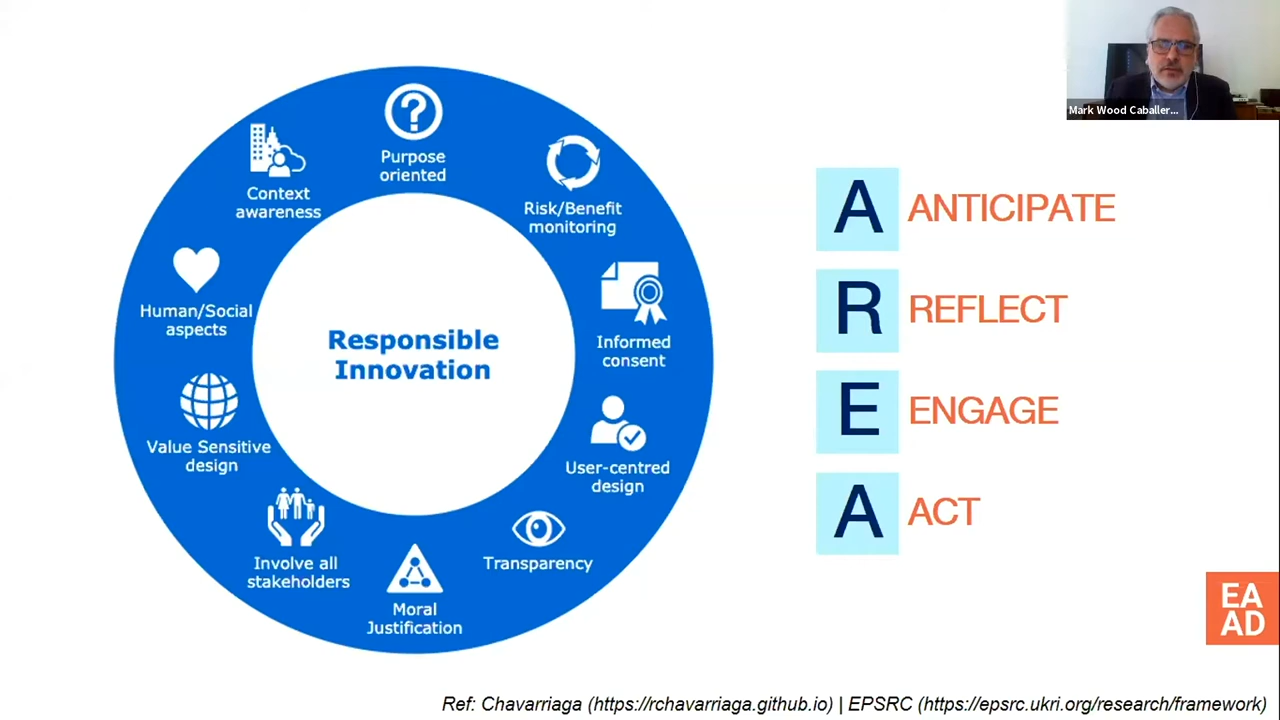 Mark Wood Caballer...
Purpose
oriented
Risk/Benefit
monitoring
Informed
consent
User-centred
design
Transparency
Moral
Justification
Involve all
stakeholders
Value Sensitive
design
Human/Social
aspects
Context
awareness
Responsible
Innovation
A ANTICIPATE
R REFLECT
E ENGAGE
A ACT
EA
AD
Ref: Chavarriaga (https://rchavarriaga.github.io) | EPSRC (https://epsrc.ukri.org/research/framework)